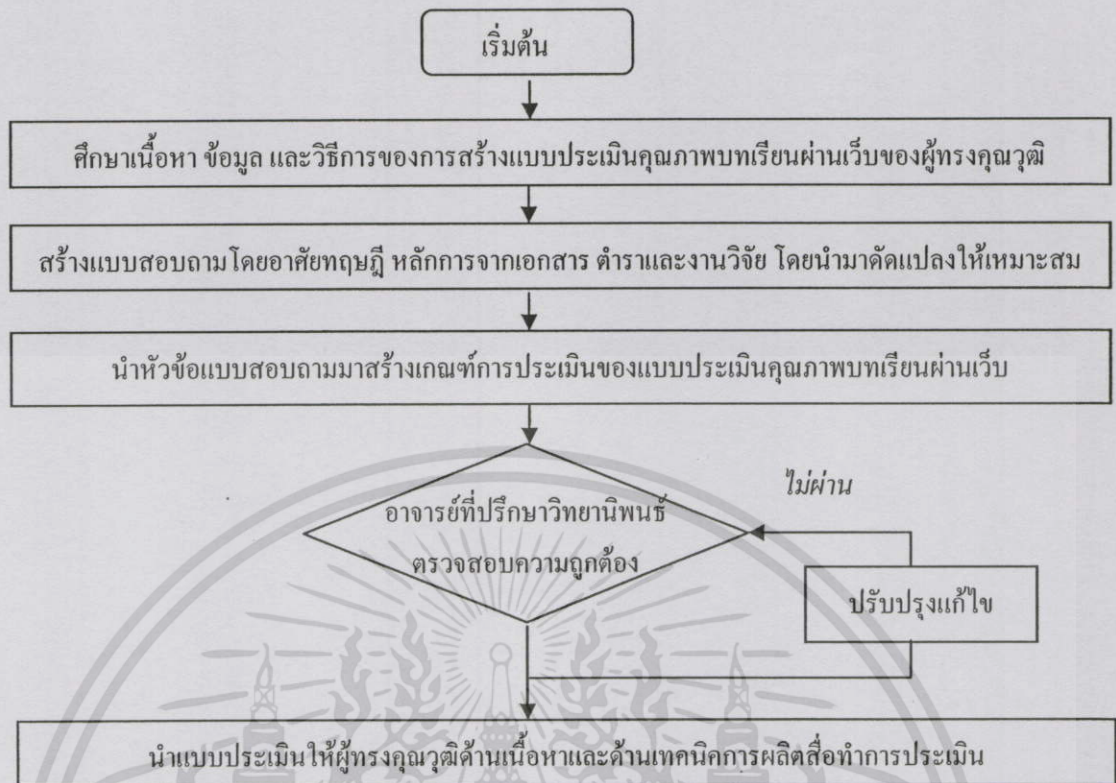 เริ่มต้น
ศึกษาเนื้อหา ข้อมูล และวิธีการของการสร้างแบบประเมินคุณภาพบทเรียนผ่านเว็บของผู้ทรงคุณวุฒิ
สร้างแบบสอบถามโดยอาศัยทฤษฎี หลักการจากเอกสาร ตำราและงานวิจัย โดยนำมาดัดแปลงให้เหมาะสม
นำหัวข้อแบบสอบถามมาสร้างเกณฑ์การประเมินของแบบประเมินคุณภาพบทเรียนผ่านเว็บ
ไม่ผ่าน
อาจารย์ที่ปรึกษาวิทยานิพนธ์
ตรวจสอบความถูกต้อง
ปรับปรุงแก้ไข
นำแบบประเมินให้ผู้ทรงคุณวุฒิด้านเนื้อหาและด้านเทคนิคการผลิตสื่อทำการประเมิน